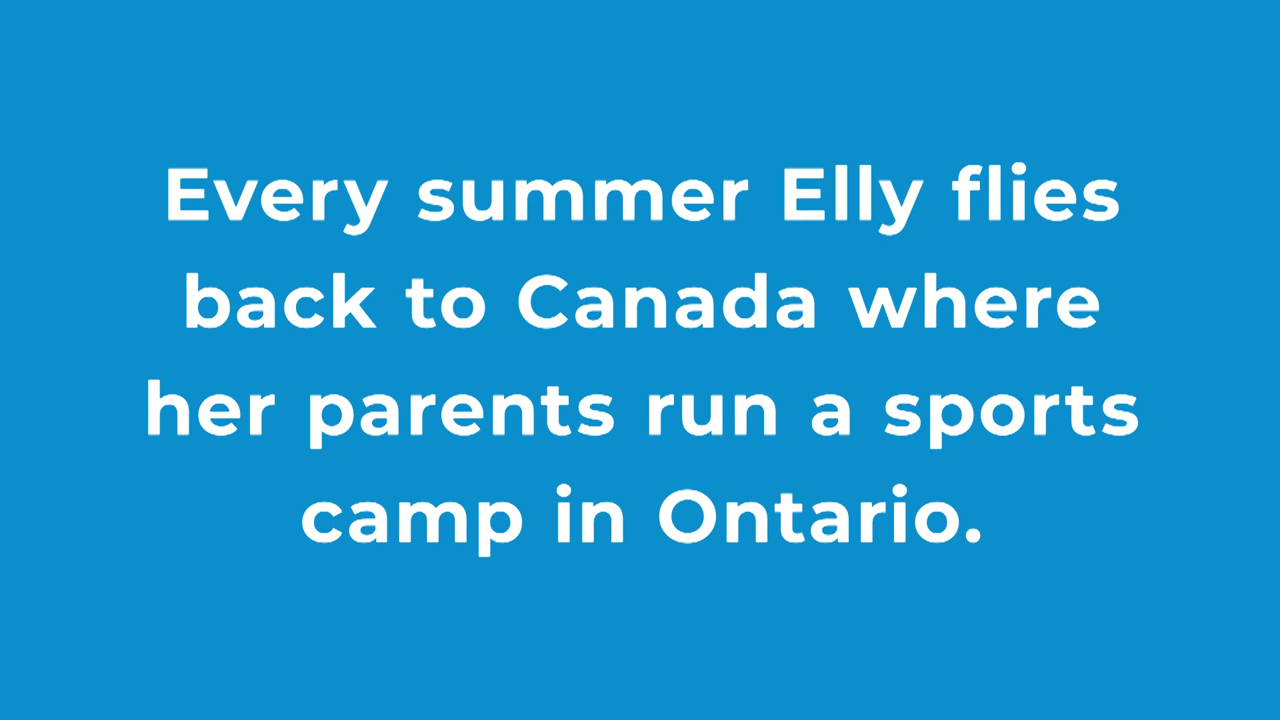 Every summer Elly flies
back to Canada where
her parents run a sports
camp in Ontario.